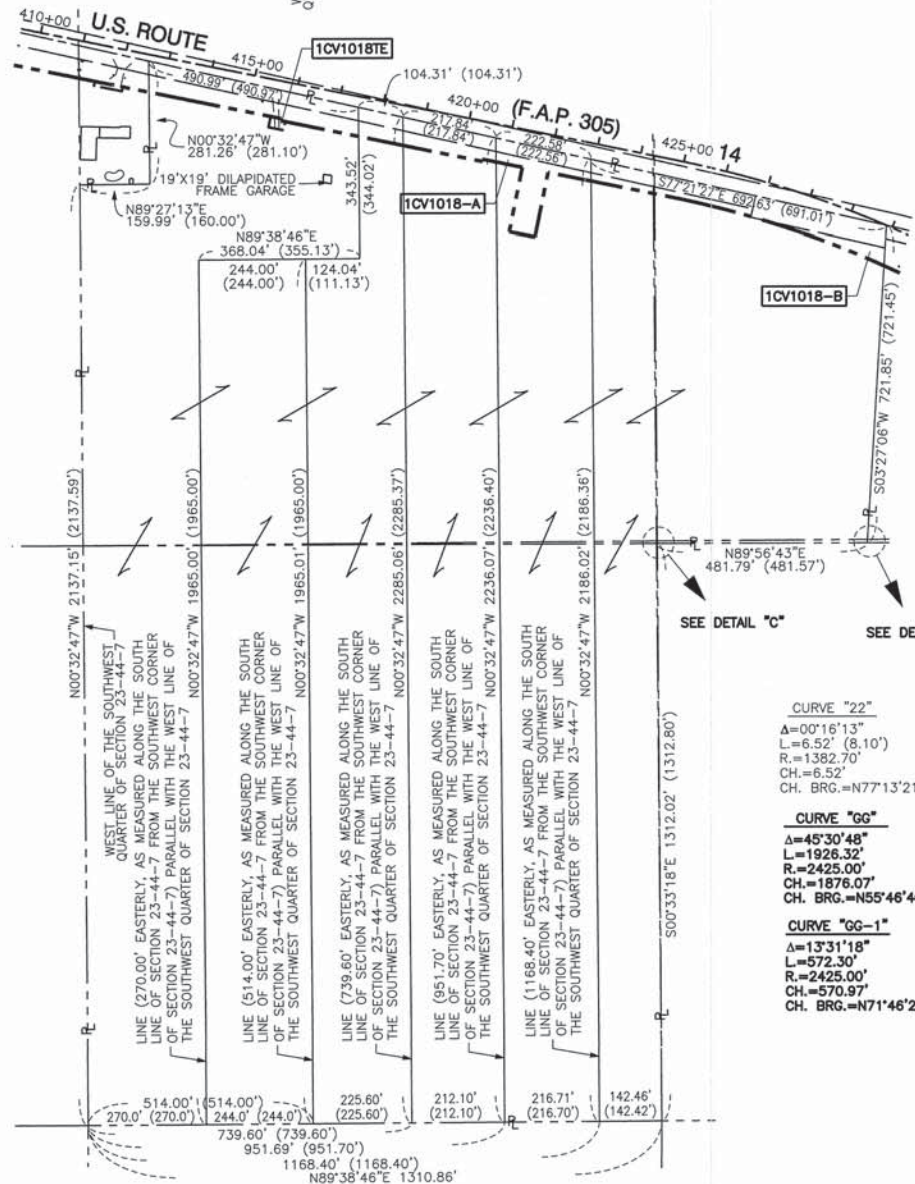 410+00
U.S. ROUTE
415+00
1CV1018TE
104.31' (104.31')
490.99' (490.97')
420+00
(F.A.P. 305)
217.84'
(217.84')
222.58'
(222.56')
425+00
14
N00°32'47"W
281.26' (281.10')
19'X19' DILAPIDATED
FRAME GARAGE
343.52'
(344.02')
1CV1018-A
S77°21'27"E 692.63' (691.01')
N89°27'13"E
159.99' (160.00')
N89°38'46"E
368.04' (355.13')
244.00'
(244.00')
124.04'
(111.13')
1CV1018-B
S03°27'06"W 721.85' (721.45')
N00°32'47"W 2137.15' (2137.59')
N00°32'47"W 1965.00' (1965.00')
N00°32'47"W 1965.01' (1965.00')
N00°32'47"W 2285.06' (2285.37')
N00°32'47"W 2236.07' (2236.40')
N00°32'47"W 2186.02' (2186.36')
N89°56'43"E
481.79' (481.57')
SEE DETAIL "C"
SEE DE
WEST LINE OF THE SOUTHWEST
QUARTER OF SECTION 23-44-7
LINE (270.00' EASTERLY, AS MEASURED ALONG THE SOUTH
LINE OF SECTION 23-44-7 FROM THE SOUTHWEST CORNER
OF SECTION 23-44-7) PARALLEL WITH THE WEST LINE OF
THE SOUTHWEST QUARTER OF SECTION 23-44-7
LINE (514.00' EASTERLY, AS MEASURED ALONG THE SOUTH
LINE OF SECTION 23-44-7 FROM THE SOUTHWEST CORNER
OF SECTION 23-44-7) PARALLEL WITH THE WEST LINE OF
THE SOUTHWEST QUARTER OF SECTION 23-44-7
LINE (739.60' EASTERLY, AS MEASURED ALONG THE SOUTH
LINE OF SECTION 23-44-7 FROM THE SOUTHWEST CORNER
OF SECTION 23-44-7) PARALLEL WITH THE WEST LINE OF
THE SOUTHWEST QUARTER OF SECTION 23-44-7
LINE (951.70' EASTERLY, AS MEASURED ALONG THE SOUTH
LINE OF SECTION 23-44-7 FROM THE SOUTHWEST CORNER
OF SECTION 23-44-7) PARALLEL WITH THE WEST LINE OF
THE SOUTHWEST QUARTER OF SECTION 23-44-7
LINE (1168.40' EASTERLY, AS MEASURED ALONG THE SOUTH
LINE OF SECTION 23-44-7 FROM THE SOUTHWEST CORNER
OF SECTION 23-44-7) PARALLEL WITH THE WEST LINE OF
THE SOUTHWEST QUARTER OF SECTION 23-44-7
S00°33'18"E 1312.02' (1312.80')
CURVE "22"
Δ=00°16'13"
L.=6.52' (8.10')
R.=1382.70'
CH.=6.52'
CH. BRG.=N77°13'21
CURVE "GG"
Δ=45°30'48"
L.=1926.32'
R.=2425.00'
CH.=1876.07'
CH. BRG.=N55°46'4
CURVE "GG-1"
Δ=13°31'18"
L.=572.30'
R.=2425.00'
CH.=570.97'
CH. BRG.=N71°46'2
514.00' (514.00')
270.0' (270.0')
244.0' (244.0')
225.60'
(225.60')
212.10'
(212.10')
216.71'
(216.70')
142.46'
(142.42')
739.60' (739.60')
951.69' (951.70')
1168.40' (1168.40')
N89°38'46"E 1310.86'